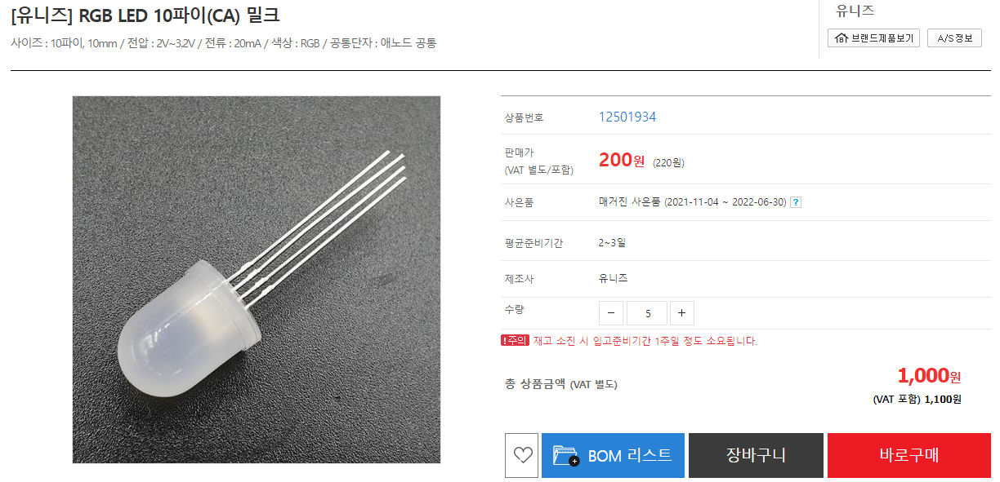 [유니즈] RGB LED 10파이(CA) 밀크
사이즈 : 10파이, 10mm / 전압 : 2V~3.2V / 전류 : 20mA / 색상 : RGB / 공통단자 : 애노드 공통
유니즈
브랜드제품보기
A/S정보
상품번호 12501934
판매가
(VAT 별도/포함) 200원 (220원)
사은품 매거진 사은품 (2021-11-04 ~ 2022-06-30) ?
평균준비기간 2~3일
제조사 유니즈
수량 − 5 +
!주의 재고 소진 시 입고준비기간 1주일 정도 소요됩니다.
총 상품금액 (VAT 별도) 1,000원
(VAT 포함) 1,100원
BOM 리스트
장바구니
바로구매